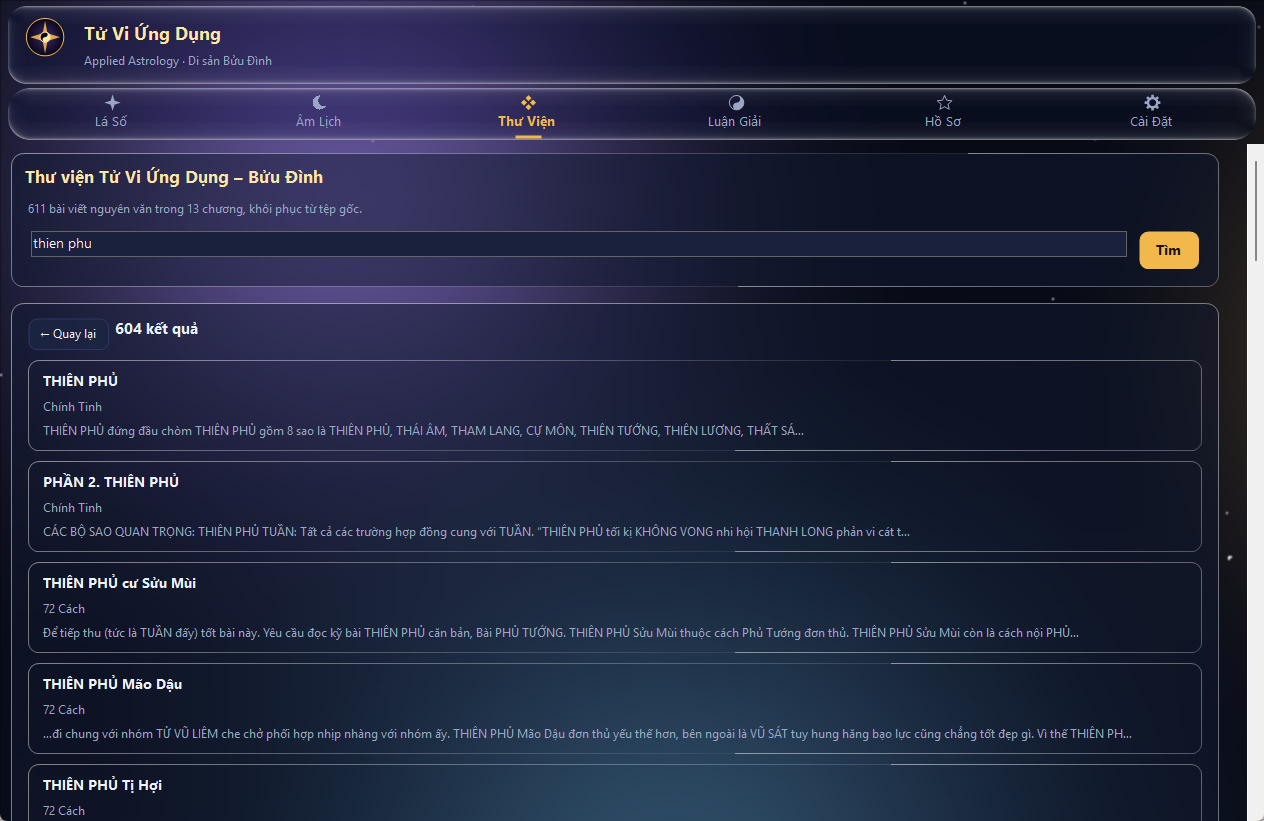 Tử Vi Ứng Dụng
Applied Astrology · Di sản Bửu Đình
Lá Số
Âm Lịch
Thư Viện
Luận Giải
Hồ Sơ
Cài Đặt
Thư viện Tử Vi Ứng Dụng – Bửu Đình
611 bài viết nguyên văn trong 13 chương, khôi phục từ tệp gốc.
thien phu
Tìm
← Quay lại
604 kết quả
THIÊN PHỦ
Chính Tinh
THIÊN PHỦ đứng đầu chòm THIÊN PHỦ gồm 8 sao là THIÊN PHỦ, THÁI ÂM, THAM LANG, CỰ MÔN, THIÊN TƯỚNG, THIÊN LƯƠNG, THẤT SÁ...
PHẦN 2. THIÊN PHỦ
Chính Tinh
CÁC BỘ SAO QUAN TRỌNG: THIÊN PHỦ TUẦN: Tất cả các trường hợp đồng cung với TUẦN. “THIÊN PHỦ tối kị KHÔNG VONG nhi hội THANH LONG phản vi cát t...
THIÊN PHỦ cư Sửu Mùi
72 Cách
Để tiếp thu (tức là TUẦN đấy) tốt bài này. Yêu cầu đọc kỹ bài THIÊN PHỦ căn bản, Bài PHỦ TƯỚNG. THIÊN PHỦ Sửu Mùi thuộc cách Phủ Tướng đơn thủ. THIÊN PHỦ Sửu Mùi còn là cách nội PHỦ...
THIÊN PHỦ Mão Dậu
72 Cách
...đi chung với nhóm TỬ VŨ LIÊM che chở phối hợp nhịp nhàng với nhóm ấy. THIÊN PHỦ Mão Dậu đơn thủ yếu thế hơn, bên ngoài là VŨ SÁT tuy hung hăng bạo lực cũng chẳng tốt đẹp gì. Vì thế THIÊN PH...
THIÊN PHỦ Tị Hợi
72 Cách